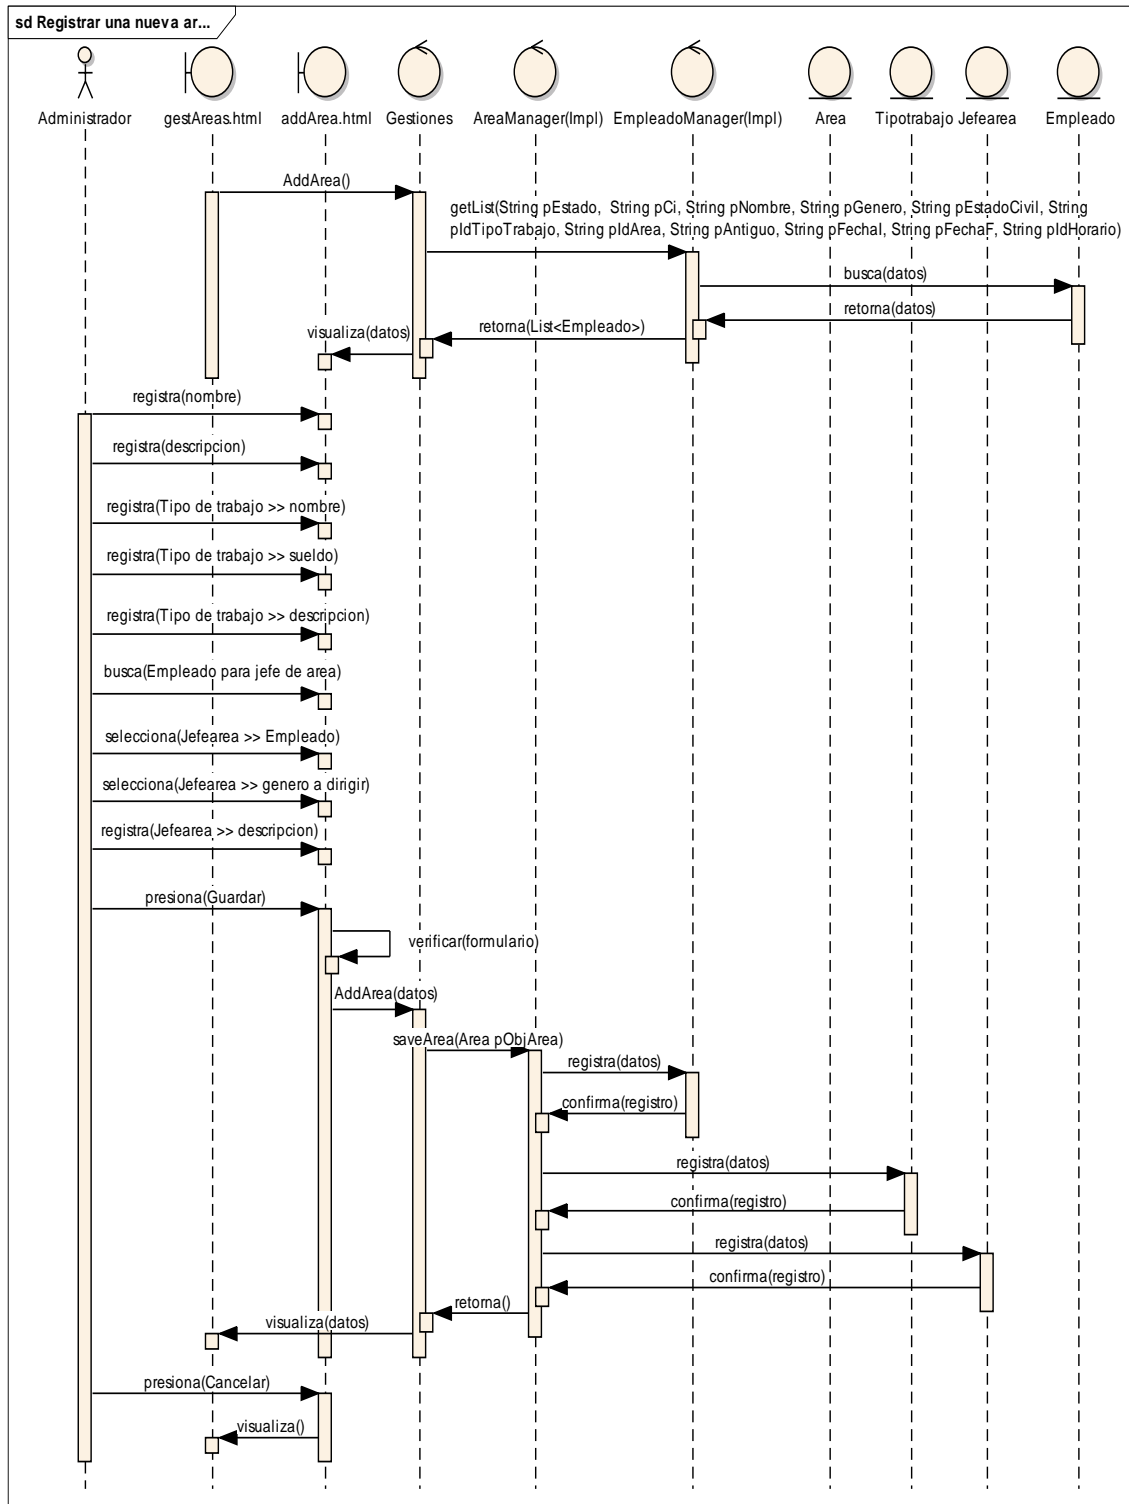 sd Registrar una nueva ar...
Administrador
gestAreas.html
addArea.html
Gestiones
AreaManager(Impl)
EmpleadoManager(Impl)
Area
Tipotrabajo
Jefearea
Empleado
AddArea()
getList(String pEstado, String pCi, String pNombre, String pGenero, String pEstadoCivil, String
pIdTipoTrabajo, String pIdArea, String pAntiguo, String pFechaI, String pFechaF, String pIdHorario)
busca(datos)
retorna(datos)
retorna(List<Empleado>)
visualiza(datos)
registra(nombre)
registra(descripcion)
registra(Tipo de trabajo >> nombre)
registra(Tipo de trabajo >> sueldo)
registra(Tipo de trabajo >> descripcion)
busca(Empleado para jefe de area)
selecciona(Jefearea >> Empleado)
selecciona(Jefearea >> genero a dirigir)
registra(Jefearea >> descripcion)
presiona(Guardar)
verificar(formulario)
AddArea(datos)
saveArea(Area pObjArea)
registra(datos)
confirma(registro)
registra(datos)
confirma(registro)
registra(datos)
confirma(registro)
retorna()
visualiza(datos)
presiona(Cancelar)
visualiza()